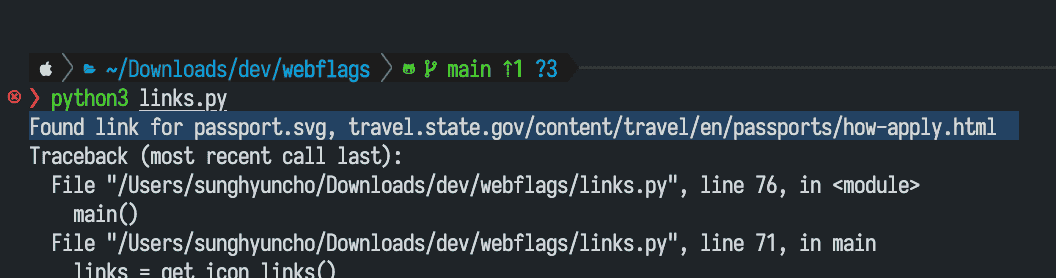 ~/Downloads/dev/webflags main ↑1 ?3
❯ python3 links.py
Found link for passport.svg, travel.state.gov/content/travel/en/passports/how-apply.html
Traceback (most recent call last):
File "/Users/sunghyuncho/Downloads/dev/webflags/links.py", line 76, in <module>
main()
File "/Users/sunghyuncho/Downloads/dev/webflags/links.py", line 71, in main
links = get_icon_links()